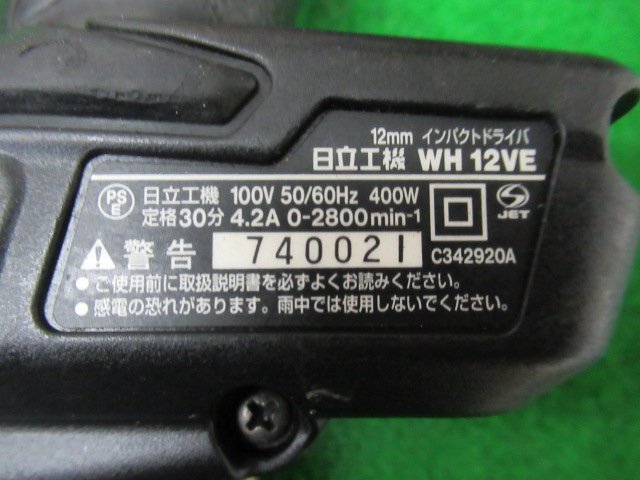 12mm インパクトドライバ
日立工機 WH 12VE
PS E 日立工機 100V 50/60Hz 400W
定格30分 4.2A 0-2800min-1
JET
警告 740021 C342920A
●ご使用前に取扱説明書を必ずよくお読みください。
●感電の恐れがあります。雨中では使用しないでください。